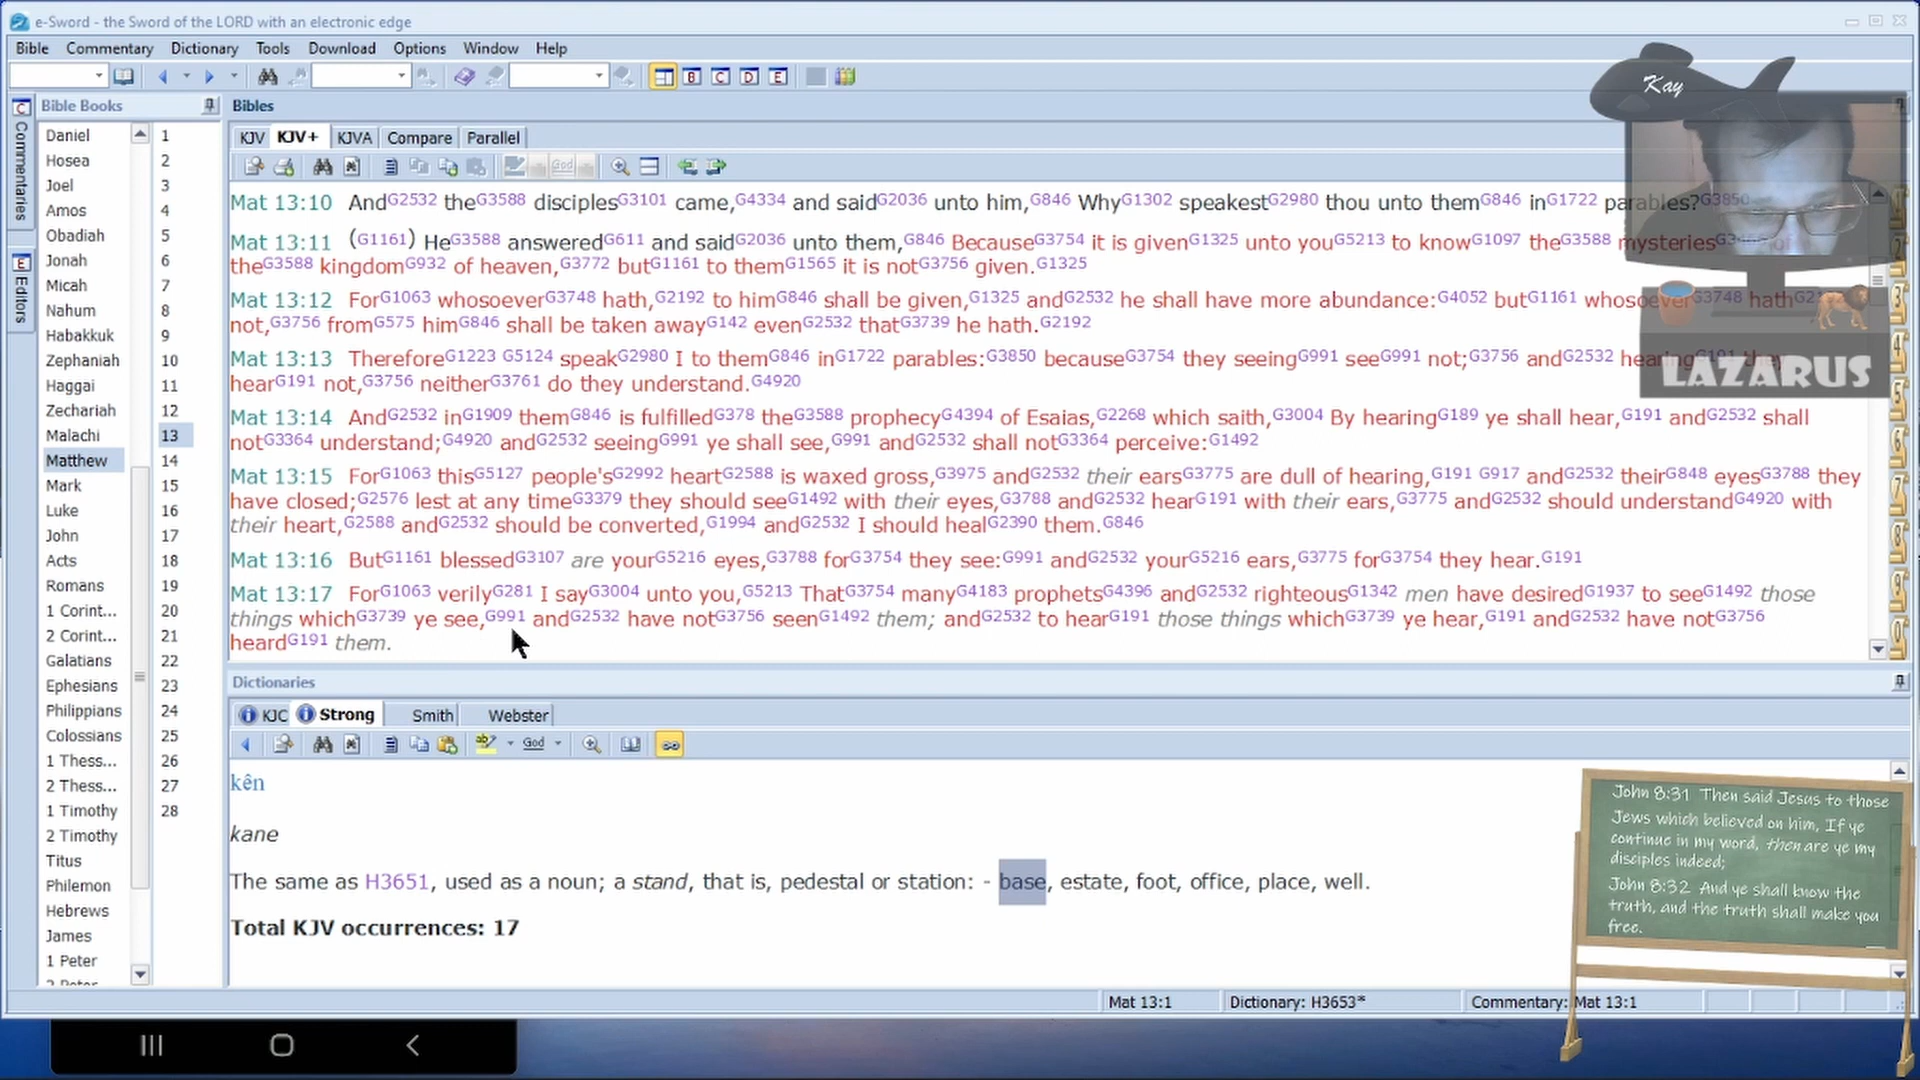 e-Sword - the Sword of the LORD with an electronic edge
Bible Commentary Dictionary Tools Download Options Window Help
B C D E
Kay
C Commentaries
E Editors
Bible Books
Daniel
Hosea
Joel
Amos
Obadiah
Jonah
Micah
Nahum
Habakkuk
Zephaniah
Haggai
Zechariah
Malachi
Matthew
Mark
Luke
John
Acts
Romans
1 Corint...
2 Corint...
Galatians
Ephesians
Philippians
Colossians
1 Thess...
2 Thess...
1 Timothy
2 Timothy
Titus
Philemon
Hebrews
James
1 Peter
2 Peter
1
2
3
4
5
6
7
8
9
10
11
12
13
14
15
16
17
18
19
20
21
22
23
24
25
26
27
28
Bibles
KJV KJV+ KJVA Compare Parallel
God
Mat 13:10 AndG2532 theG3588 disciplesG3101 came,G4334 and saidG2036 unto him,G846 WhyG1302 speakestG2980 thou unto themG846 inG1722 parables?G3850
Mat 13:11 (G1161) HeG3588 answeredG611 and saidG2036 unto them,G846 BecauseG3754 it is givenG1325 unto youG5213 to knowG1097 theG3588 mysteries
theG3588 kingdomG932 of heaven,G3772 butG1161 to themG1565 it is notG3756 given.G1325
Mat 13:12 ForG1063 whosoeverG3748 hath,G2192 to himG846 shall be given,G1325 andG2532 he shall have more abundance:G4052 butG1161 whosoeverG3748 hath
not,G3756 fromG575 himG846 shall be taken awayG142 evenG2532 thatG3739 he hath.G2192
Mat 13:13 ThereforeG1223 G5124 speakG2980 I to themG846 inG1722 parables:G3850 becauseG3754 they seeingG991 seeG991 not;G3756 andG2532 hearingG191 they
hearG191 not,G3756 neitherG3761 do they understand.G4920
Mat 13:14 AndG2532 inG1909 themG846 is fulfilledG378 theG3588 prophecyG4394 of Esaias,G2268 which saith,G3004 By hearingG189 ye shall hear,G191 andG2532 shall
notG3364 understand;G4920 andG2532 seeingG991 ye shall see,G991 andG2532 shall notG3364 perceive:G1492
Mat 13:15 ForG1063 thisG5127 people'sG2992 heartG2588 is waxed gross,G3975 andG2532 their earsG3775 are dull of hearing,G191 G917 andG2532 theirG848 eyesG3788 they
have closed;G2576 lest at any timeG3379 they should seeG1492 with their eyes,G3788 andG2532 hearG191 with their ears,G3775 andG2532 should understandG4920 with
their heart,G2588 andG2532 should be converted,G1994 andG2532 I should healG2390 them.G846
Mat 13:16 ButG1161 blessedG3107 are yourG5216 eyes,G3788 forG3754 they see:G991 andG2532 yourG5216 ears,G3775 forG3754 they hear.G191
Mat 13:17 ForG1063 verilyG281 I sayG3004 unto you,G5213 ThatG3754 manyG4183 prophetsG4396 andG2532 righteousG1342 men have desiredG1937 to seeG1492 those
things whichG3739 ye see,G991 andG2532 have notG3756 seenG1492 them; andG2532 to hearG191 those things whichG3739 ye hear,G191 andG2532 have notG3756
heardG191 them.
LAZARUS
Dictionaries
KJC Strong Smith Webster
God
kên
kane
The same as H3651, used as a noun; a stand, that is, pedestal or station: - base, estate, foot, office, place, well.
Total KJV occurrences: 17
John 8:31 Then said Jesus to those
Jews which believed on him, If ye
continue in my word, then are ye my
disciples indeed;
John 8:32 And ye shall know the
truth, and the truth shall make you
free.
Mat 13:1 Dictionary: H3653* Commentary: Mat 13:1